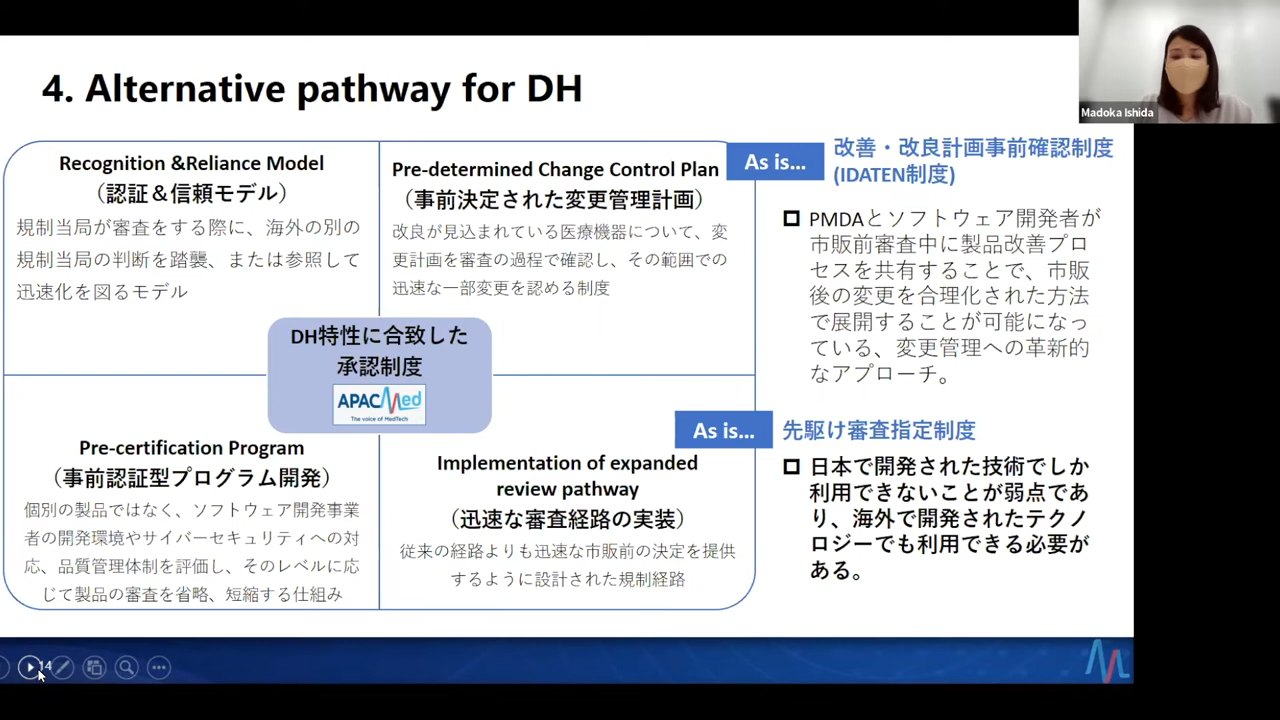 4. Alternative pathway for DH
Madoka Ishida
Recognition &Reliance Model
（認証＆信頼モデル）
規制当局が審査をする際に、海外の別の
規制当局の判断を踏襲、または参照して
迅速化を図るモデル
Pre-determined Change Control Plan
（事前決定された変更管理計画）
改良が見込まれている医療機器について、変
更計画を審査の過程で確認し、その範囲での
迅速な一部変更を認める制度
As is...
改善・改良計画事前確認制度
(IDATEN制度)
PMDAとソフトウェア開発者が
市販前審査中に製品改善プロ
セスを共有することで、市販
後の変更を合理化された方法
で展開することが可能になっ
ている、変更管理への革新的
なアプローチ。
DH特性に合致した
承認制度
APACMed
The voice of MedTech
Pre-certification Program
（事前認証型プログラム開発）
個別の製品ではなく、ソフトウェア開発事業
者の開発環境やサイバーセキュリティへの対
応、品質管理体制を評価し、そのレベルに応
じて製品の審査を省略、短縮する仕組み
Implementation of expanded
review pathway
（迅速な審査経路の実装）
従来の経路よりも迅速な市販前の決定を提供
するように設計された規制経路
As is...
先駆け審査指定制度
日本で開発された技術でしか
利用できないことが弱点であ
り、海外で開発されたテクノ
ロジーでも利用できる必要が
ある。
14